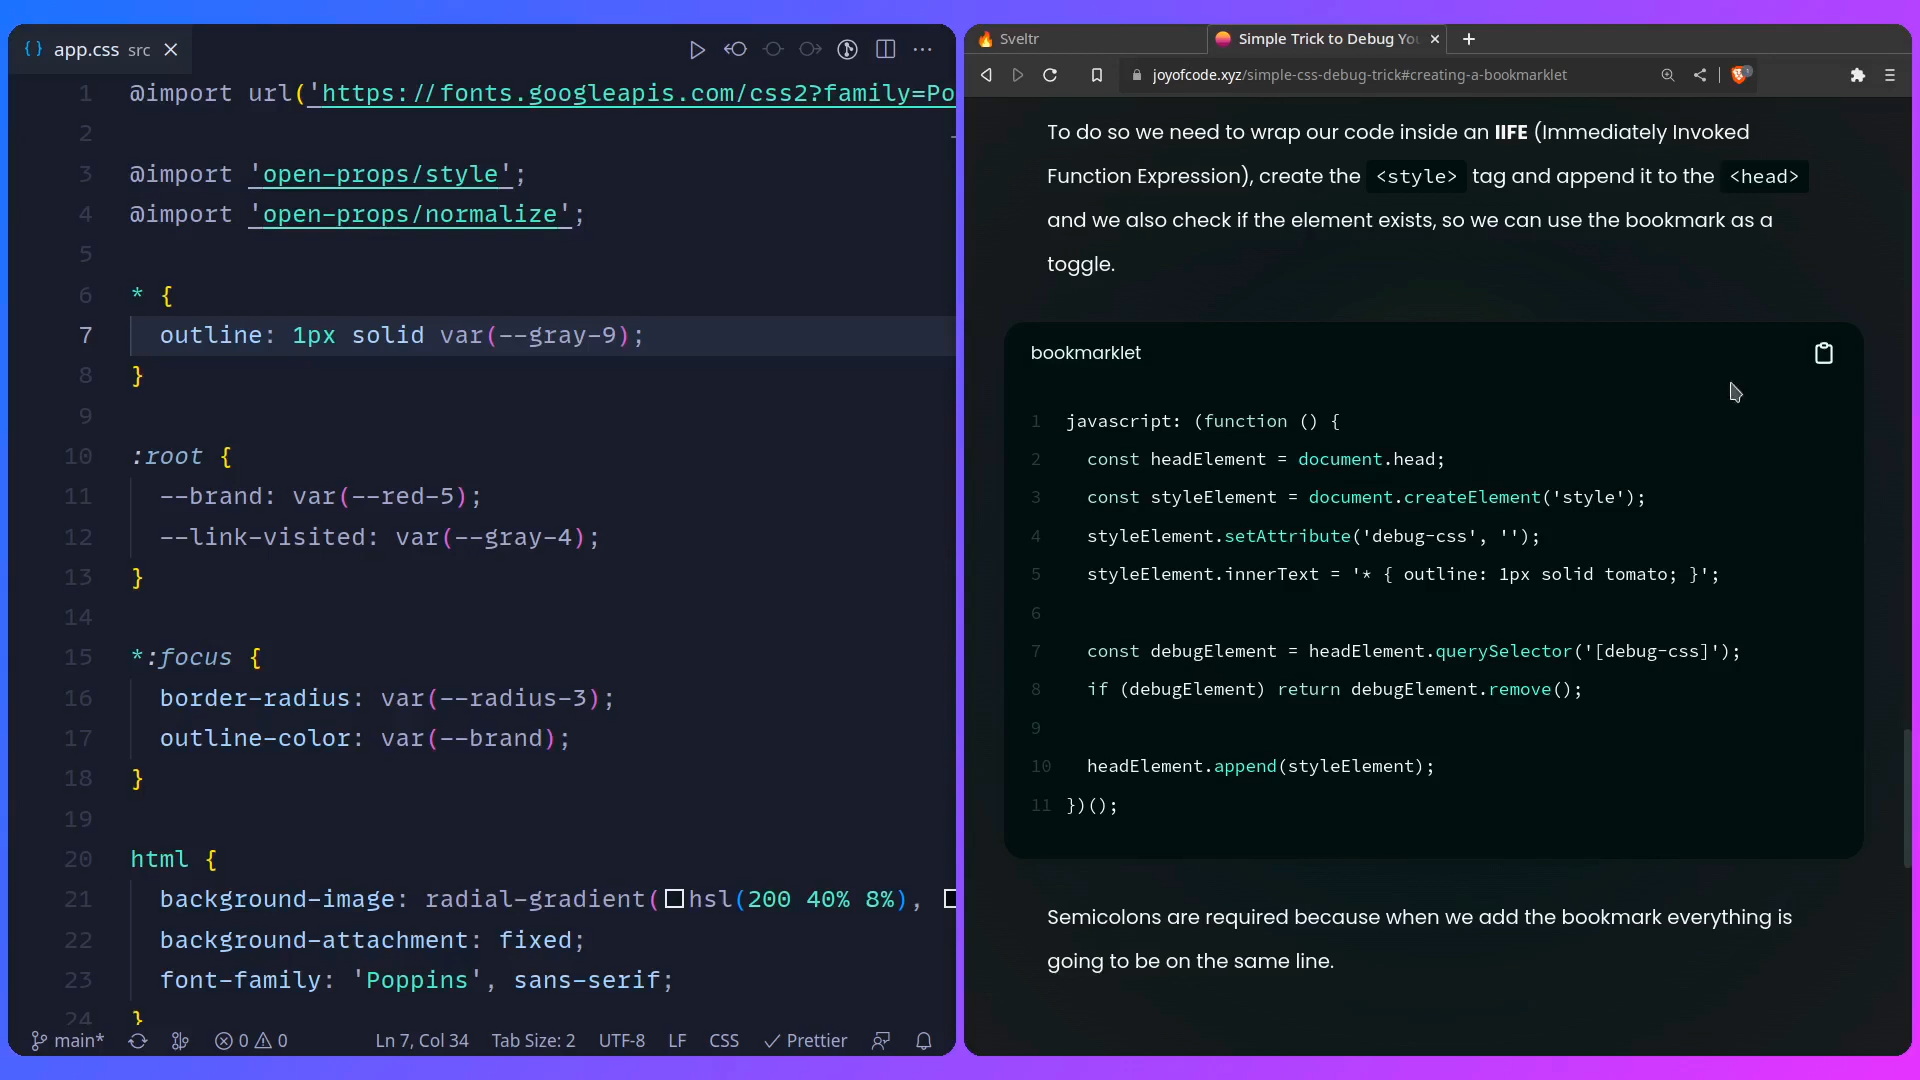 app.css src
1 @import url('https://fonts.googleapis.com/css2?family=Po
2
3 @import 'open-props/style';
4 @import 'open-props/normalize';
5
6 * {
7 outline: 1px solid var(--gray-9);
8 }
9
10 :root {
11 --brand: var(--red-5);
12 --link-visited: var(--gray-4);
13 }
14
15 *:focus {
16 border-radius: var(--radius-3);
17 outline-color: var(--brand);
18 }
19
20 html {
21 background-image: radial-gradient(hsl(200 40% 8%),
22 background-attachment: fixed;
23 font-family: 'Poppins', sans-serif;
24 }
main* 0 0 Ln 7, Col 34 Tab Size: 2 UTF-8 LF CSS Prettier
Sveltr
Simple Trick to Debug You
joyofcode.xyz/simple-css-debug-trick#creating-a-bookmarklet
To do so we need to wrap our code inside an IIFE (Immediately Invoked
Function Expression), create the <style> tag and append it to the <head>
and we also check if the element exists, so we can use the bookmark as a
toggle.
bookmarklet
1 javascript: (function () {
2 const headElement = document.head;
3 const styleElement = document.createElement('style');
4 styleElement.setAttribute('debug-css', '');
5 styleElement.innerText = '* { outline: 1px solid tomato; }';
6
7 const debugElement = headElement.querySelector('[debug-css]');
8 if (debugElement) return debugElement.remove();
9
10 headElement.append(styleElement);
11 })();
Semicolons are required because when we add the bookmark everything is
going to be on the same line.